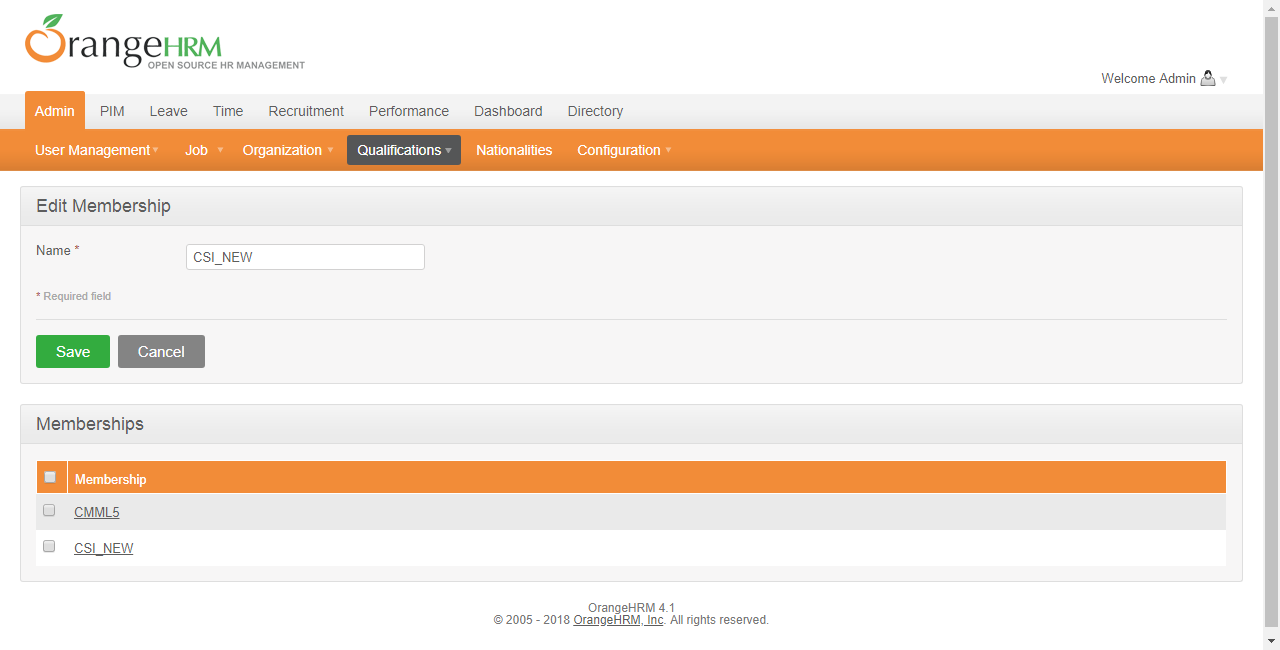 OrangeHRM
OPEN SOURCE HR MANAGEMENT
Welcome Admin
Admin PIM Leave Time Recruitment Performance Dashboard Directory
User Management Job Organization Qualifications Nationalities Configuration
Edit Membership
Name * CSI_NEW
* Required field
Save Cancel
Memberships
Membership
CMML5
CSI_NEW
OrangeHRM 4.1
© 2005 - 2018 OrangeHRM, Inc. All rights reserved.